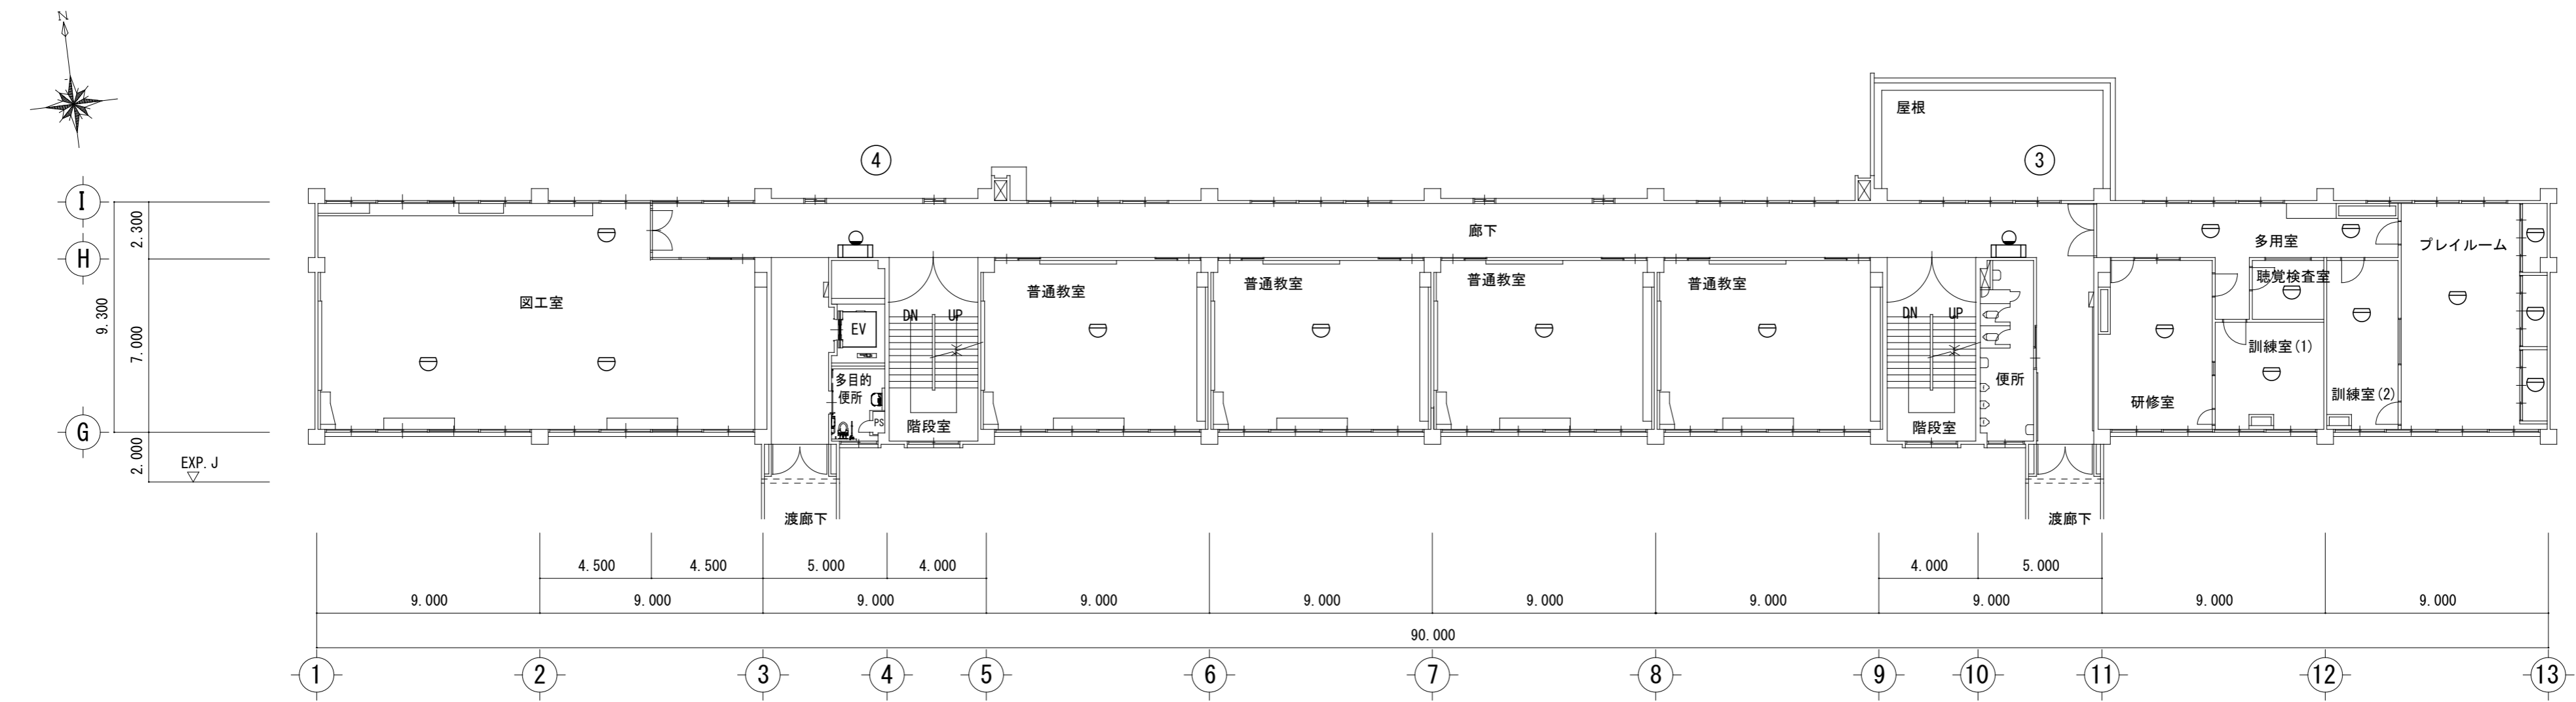 N
屋根
④
③
I
2.300
廊下
多用室
プレイルーム
H
図工室
普通教室
普通教室
普通教室
普通教室
聴覚検査室
9.300
7.000
DN
UP
DN
UP
EV
訓練室(1)
多目的
便所
便所
訓練室(2)
研修室
PS
階段室
階段室
G
2.000
EXP.J
渡廊下
渡廊下
4.500
4.500
5.000
4.000
4.000
5.000
9.000
9.000
9.000
9.000
9.000
9.000
9.000
9.000
9.000
9.000
90.000
1
2
3
4
5
6
7
8
9
10
11
12
13